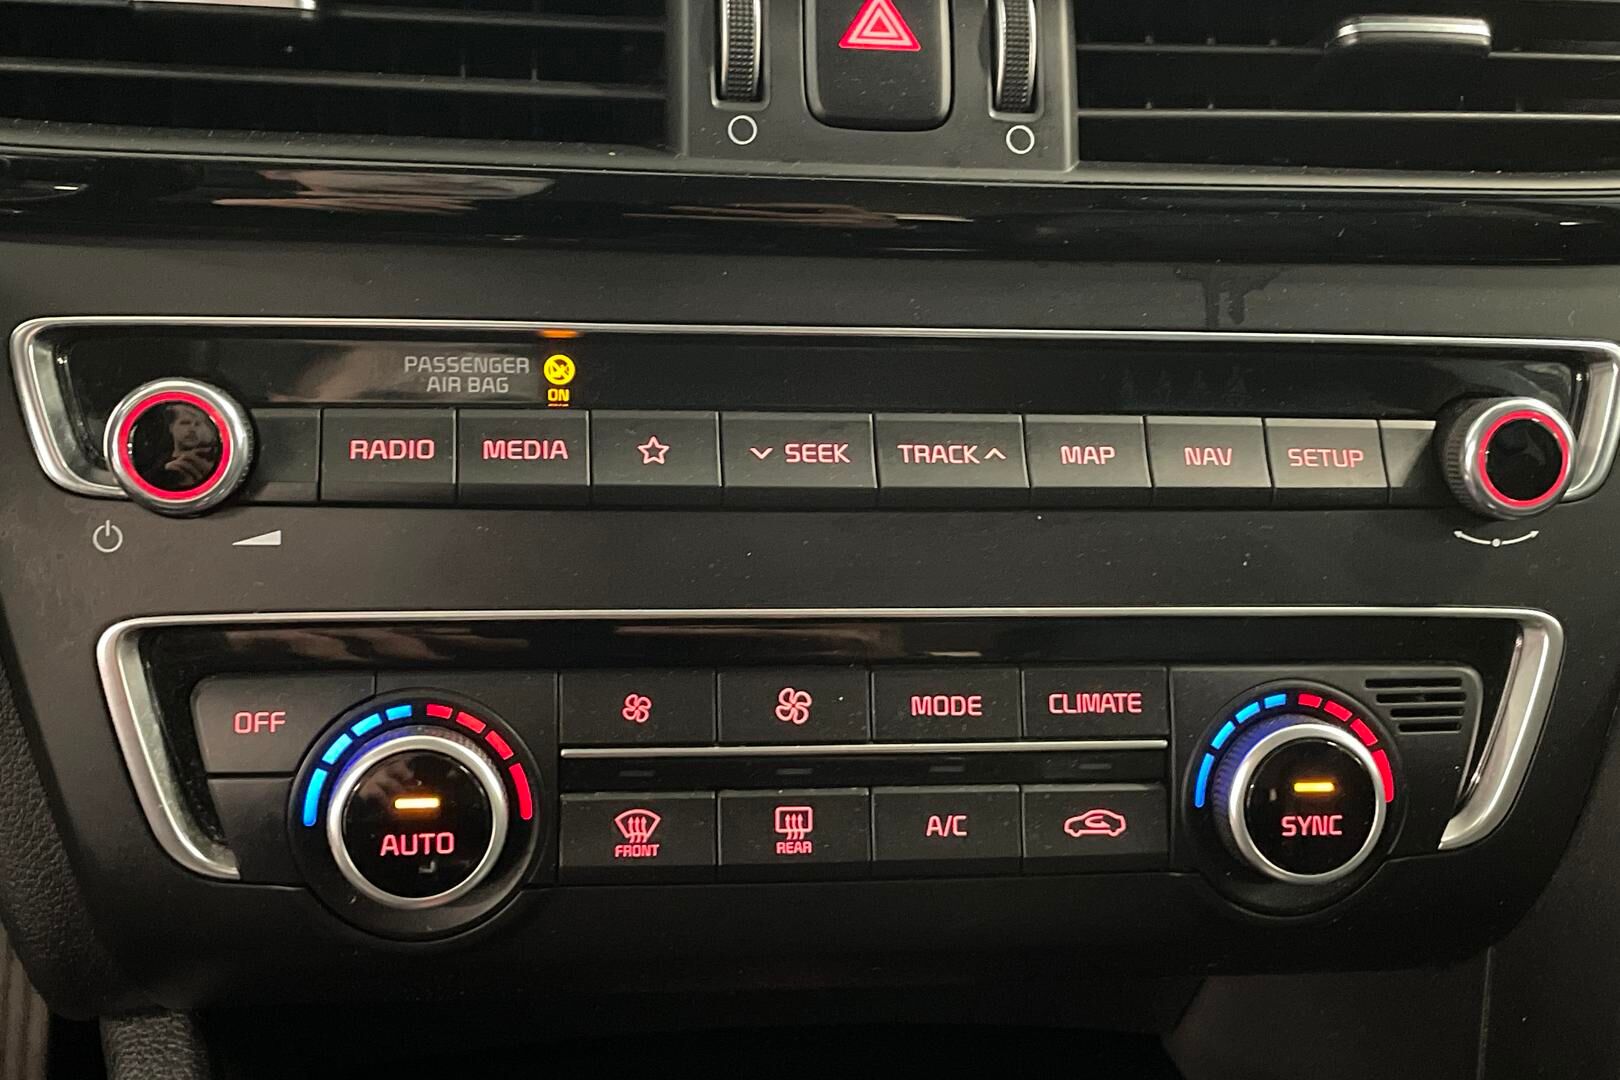 PASSENGER
AIR BAG
ON
RADIO MEDIA SEEK TRACK MAP NAV SETUP
OFF MODE CLIMATE
AUTO FRONT REAR A/C SYNC